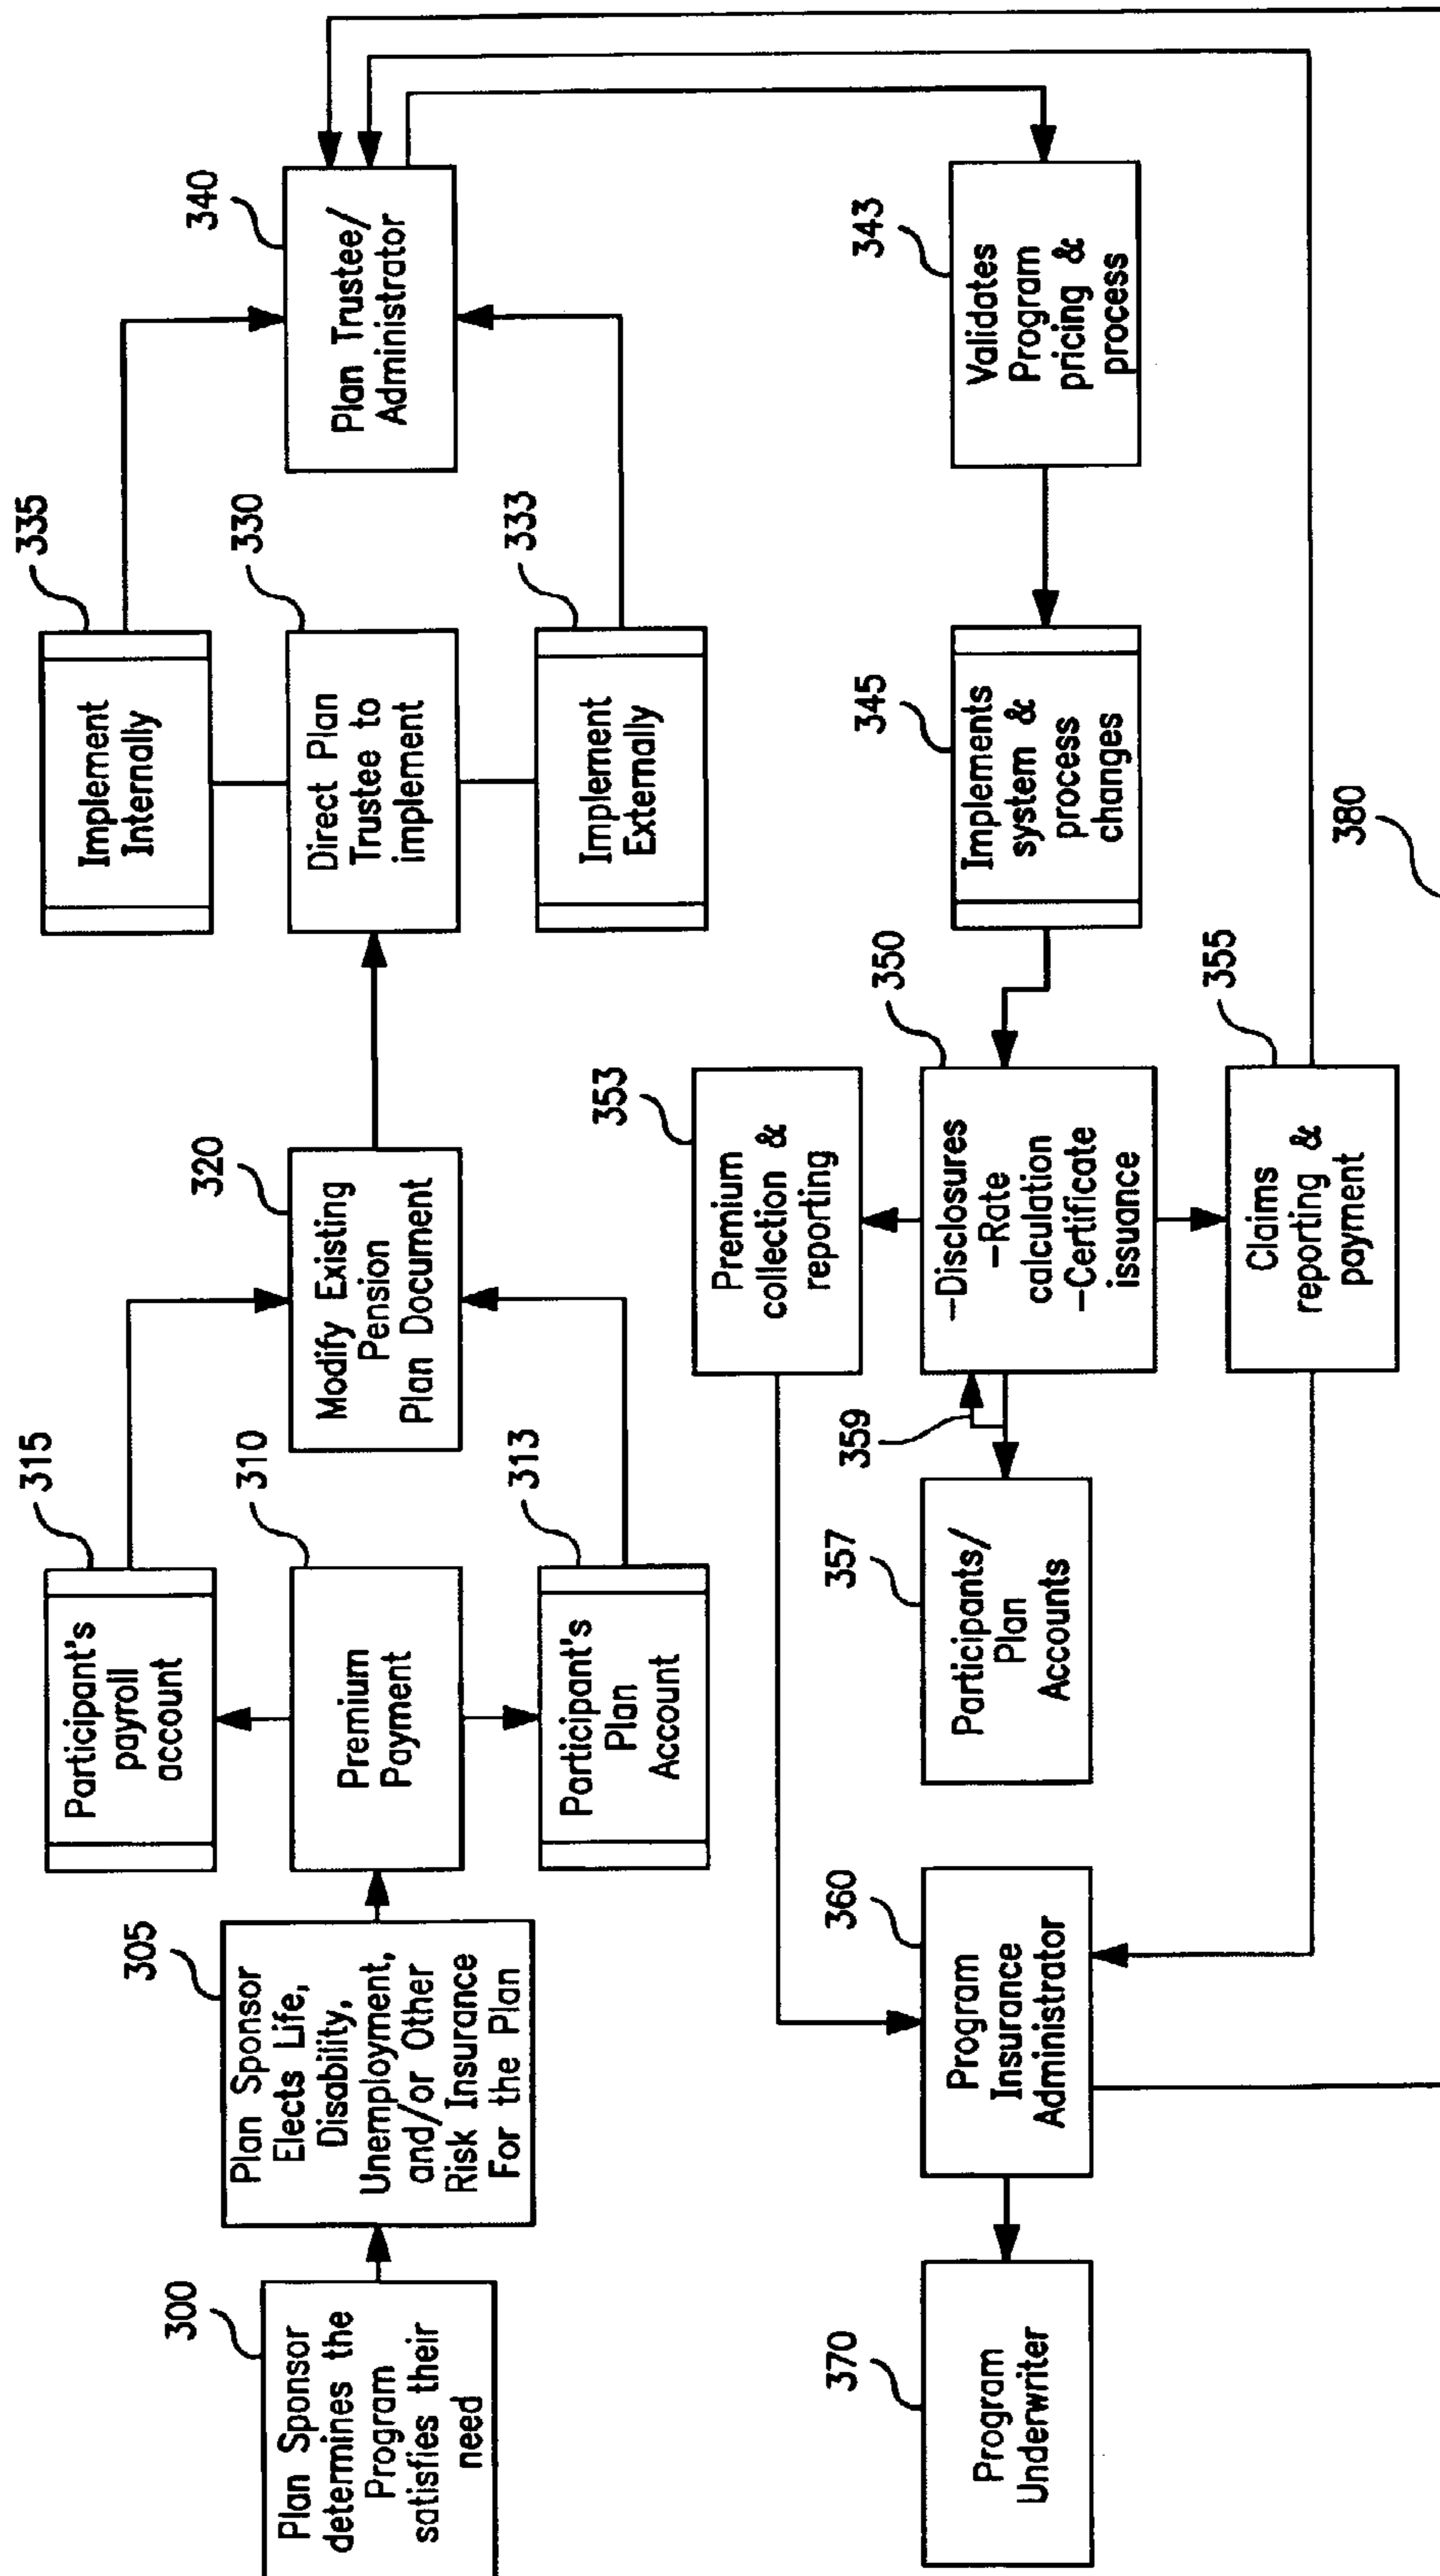 300
Plan Sponsor
determines the
Program
satisfies their
need
305
Plan Sponsor
Elects Life,
Disability,
Unemployment,
and/or Other
Risk Insurance
For the Plan
315
Participant's
payroll
account
310
Premium
Payment
313
Participant's
Plan
Account
320
Modify Existing
Pension
Plan Document
335
Implement
Internally
330
Direct Plan
Trustee to
implement
333
Implement
Externally
340
Plan Trustee/
Administrator
343
Validates
Program
pricing &
process
345
Implements
system &
process
changes
350
–Disclosures
–Rate
calculation
–Certificate
issuance
353
Premium
collection &
reporting
355
Claims
reporting &
payment
359
357
Participants/
Plan
Accounts
360
Program
Insurance
Administrator
370
Program
Underwriter
380